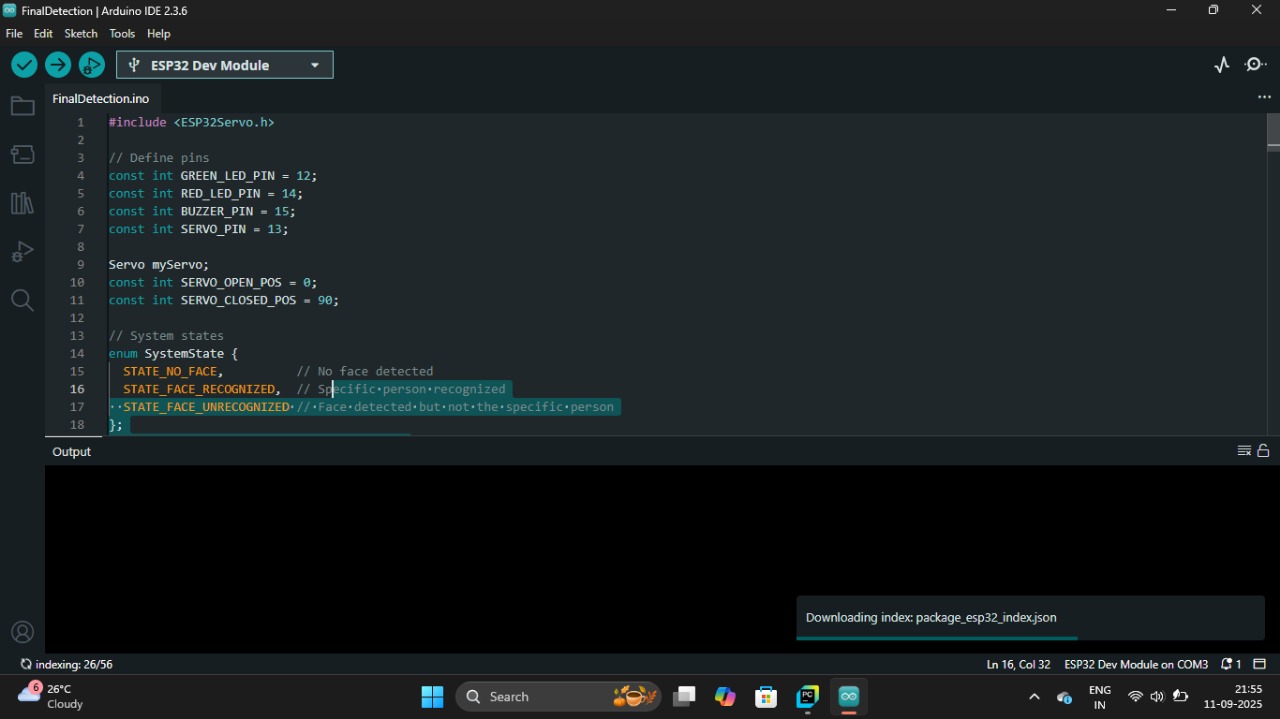 FinalDetection | Arduino IDE 2.3.6
File Edit Sketch Tools Help
ESP32 Dev Module
FinalDetection.ino
1 #include <ESP32Servo.h>
2
3 // Define pins
4 const int GREEN_LED_PIN = 12;
5 const int RED_LED_PIN = 14;
6 const int BUZZER_PIN = 15;
7 const int SERVO_PIN = 13;
8
9 Servo myServo;
10 const int SERVO_OPEN_POS = 0;
11 const int SERVO_CLOSED_POS = 90;
12
13 // System states
14 enum SystemState {
15 STATE_NO_FACE, // No face detected
16 STATE_FACE_RECOGNIZED, // Specific·person·recognized
17 ··STATE_FACE_UNRECOGNIZED·//·Face·detected·but·not·the·specific·person
18 };
Output
Downloading index: package_esp32_index.json
indexing: 26/56 Ln 16, Col 32 ESP32 Dev Module on COM3 1
6 26°C
Cloudy
Search
PC
ENG
IN
21:55
11-09-2025